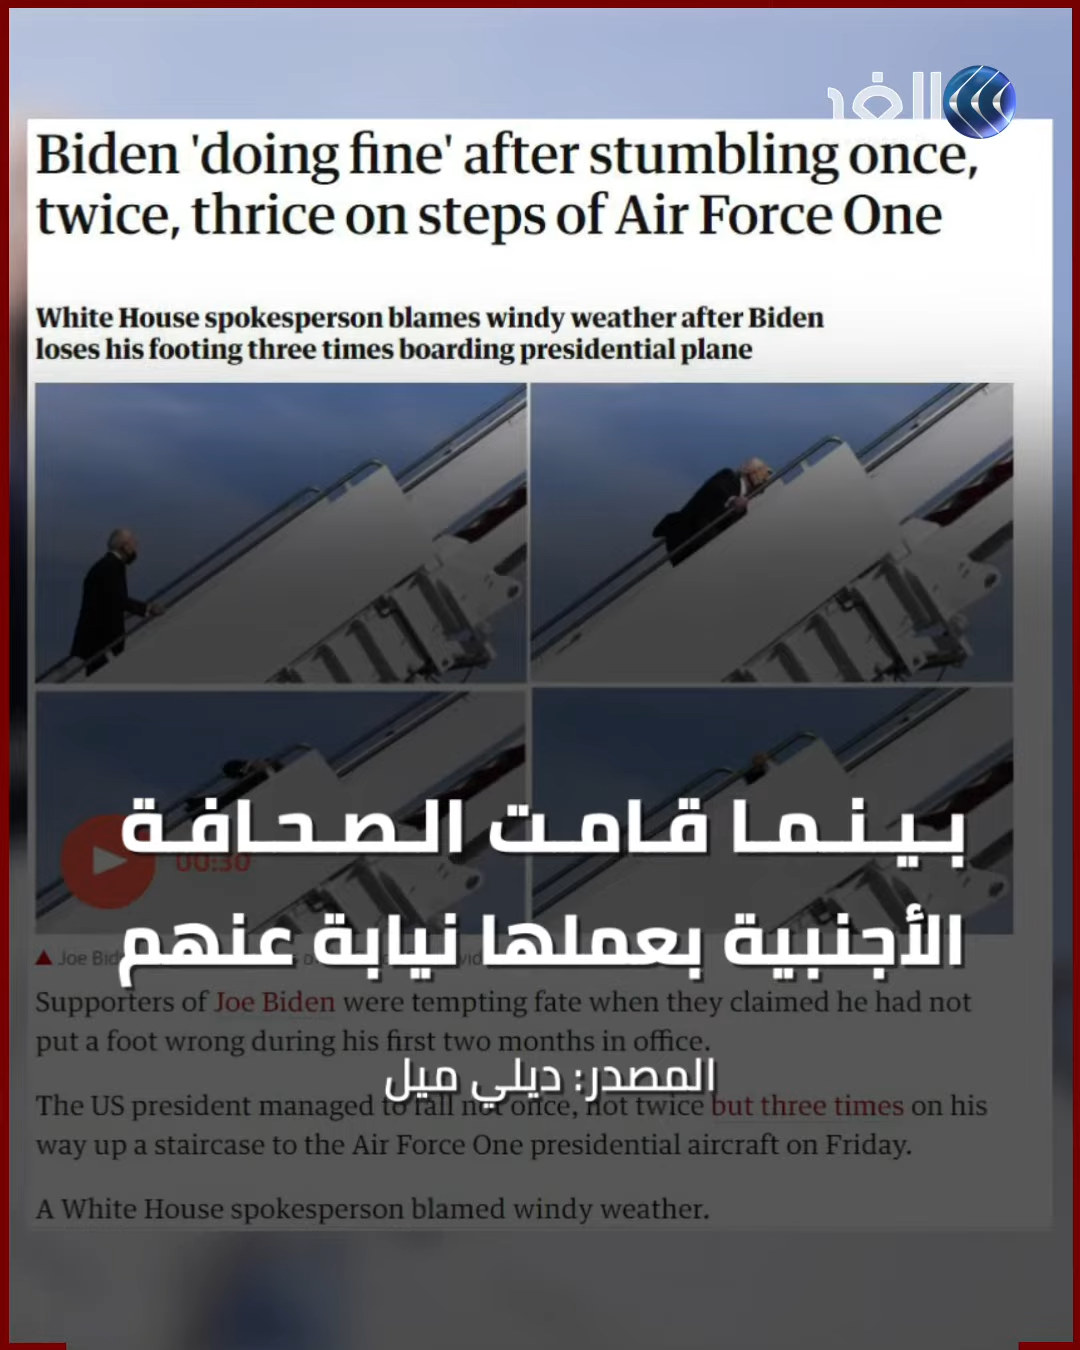 الغد
Biden 'doing fine' after stumbling once,
twice, thrice on steps of Air Force One
White House spokesperson blames windy weather after Biden
loses his footing three times boarding presidential plane
بينما قامت الصحافة
00:30
الأجنبية بعملها نيابة عنهم
Supporters of Joe Biden were tempting fate when they claimed he had not
put a foot wrong during his first two months in office.
المصدر: ديلي ميل
The US president managed to fall not once, not twice but three times on his
way up a staircase to the Air Force One presidential aircraft on Friday.
A White House spokesperson blamed windy weather.